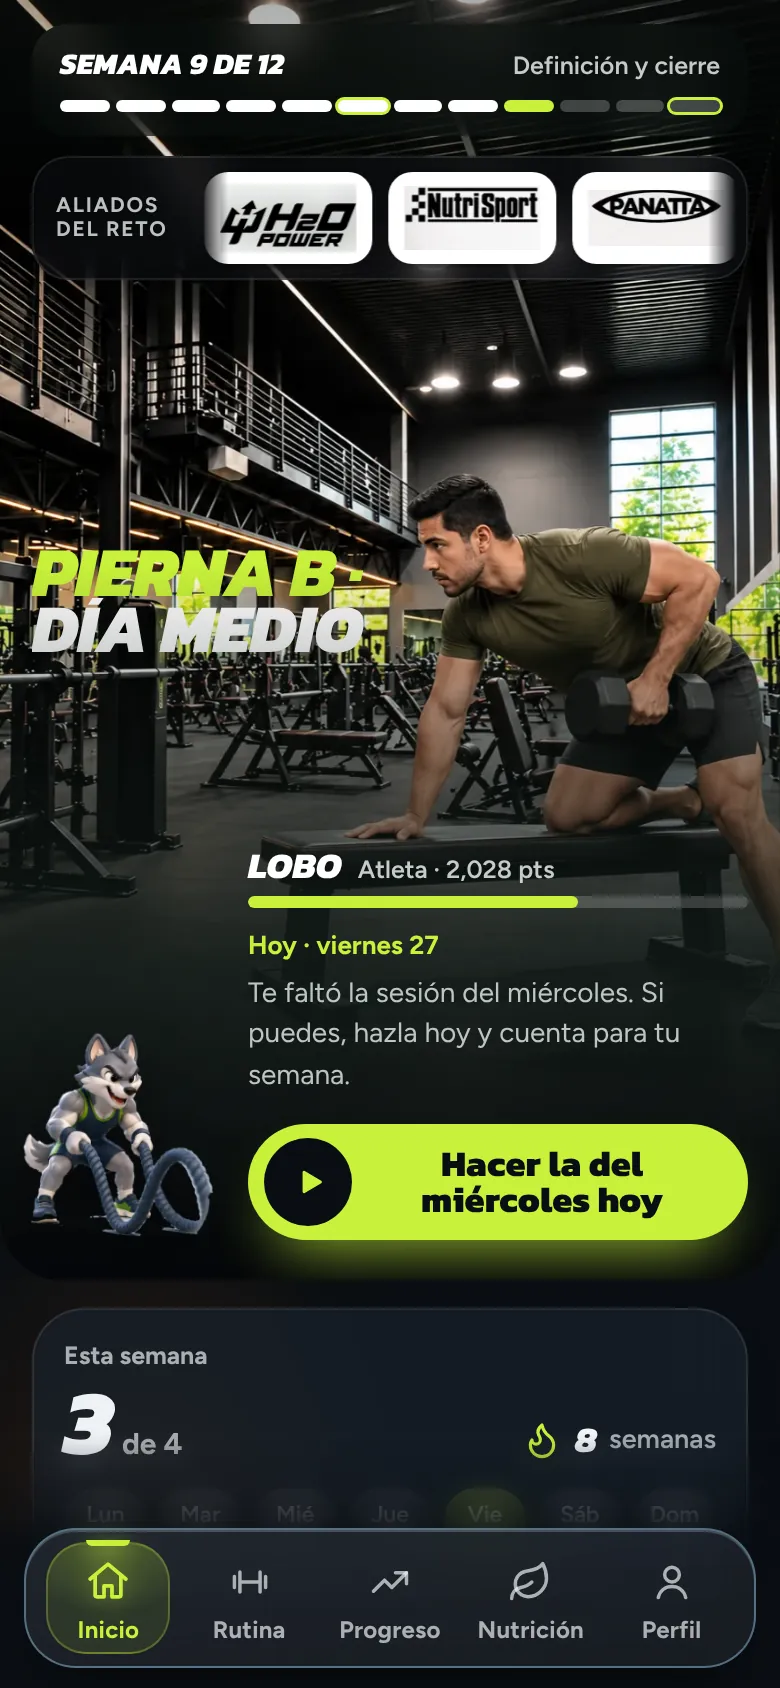 SEMANA 9 DE 12
Definición y cierre
ALIADOS
DEL RETO
H2O
POWER
NutriSport
PANATTA
PIERNA B ·
DÍA MEDIO
LOBO Atleta · 2,028 pts
Hoy · viernes 27
Te faltó la sesión del miércoles. Si
puedes, hazla hoy y cuenta para tu
semana.
Hacer la del
miércoles hoy
Esta semana
3 de 4
8 semanas
Lun Mar Mié Jue Vie Sáb Dom
Inicio Rutina Progreso Nutrición Perfil